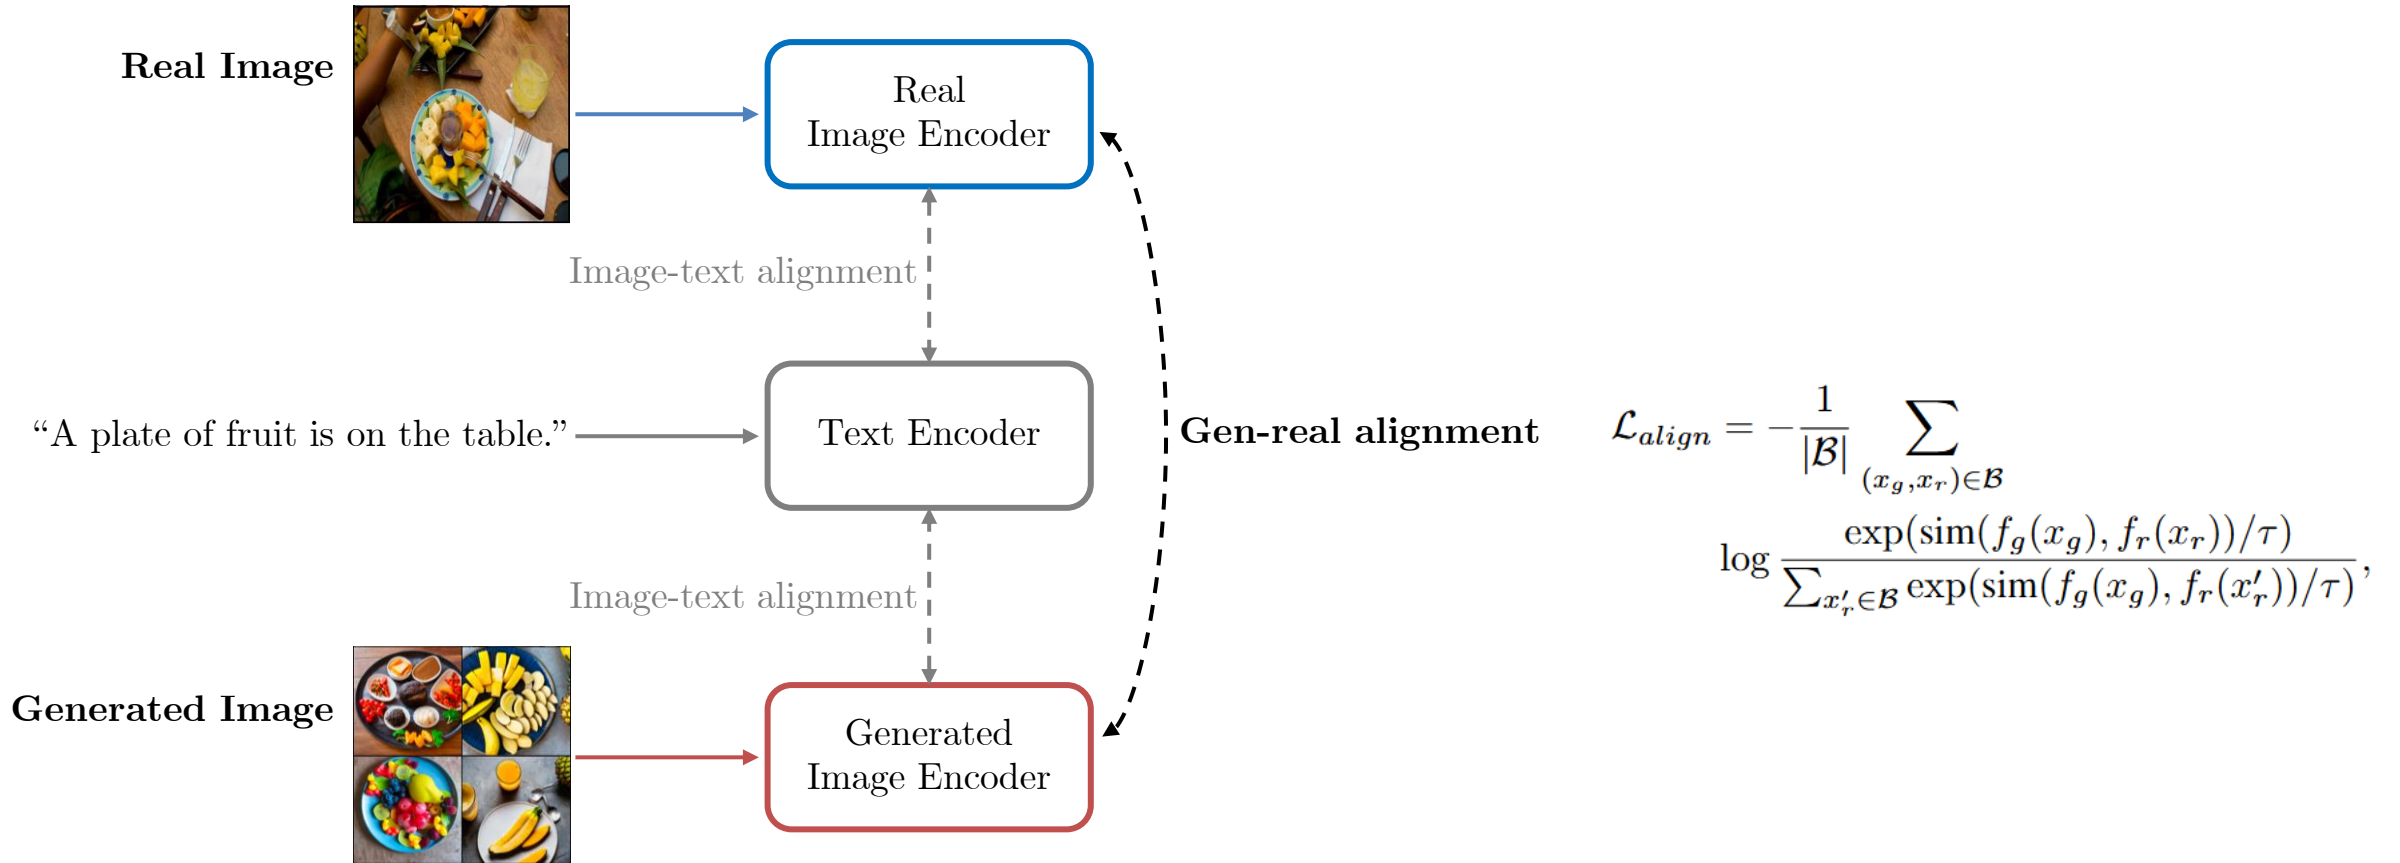 Real Image
Real
Image Encoder
Image-text alignment
“A plate of fruit is on the table.”
Text Encoder
Gen-real alignment
$\mathcal{L}_{align} = -\frac{1}{|\mathcal{B}|} \sum_{(x_g, x_r) \in \mathcal{B}}$
$\log \frac{\exp(\text{sim}(f_g(x_g), f_r(x_r))/\tau)}{\sum_{x'_r \in \mathcal{B}} \exp(\text{sim}(f_g(x_g), f_r(x'_r))/\tau)},$
Image-text alignment
Generated Image
Generated
Image Encoder